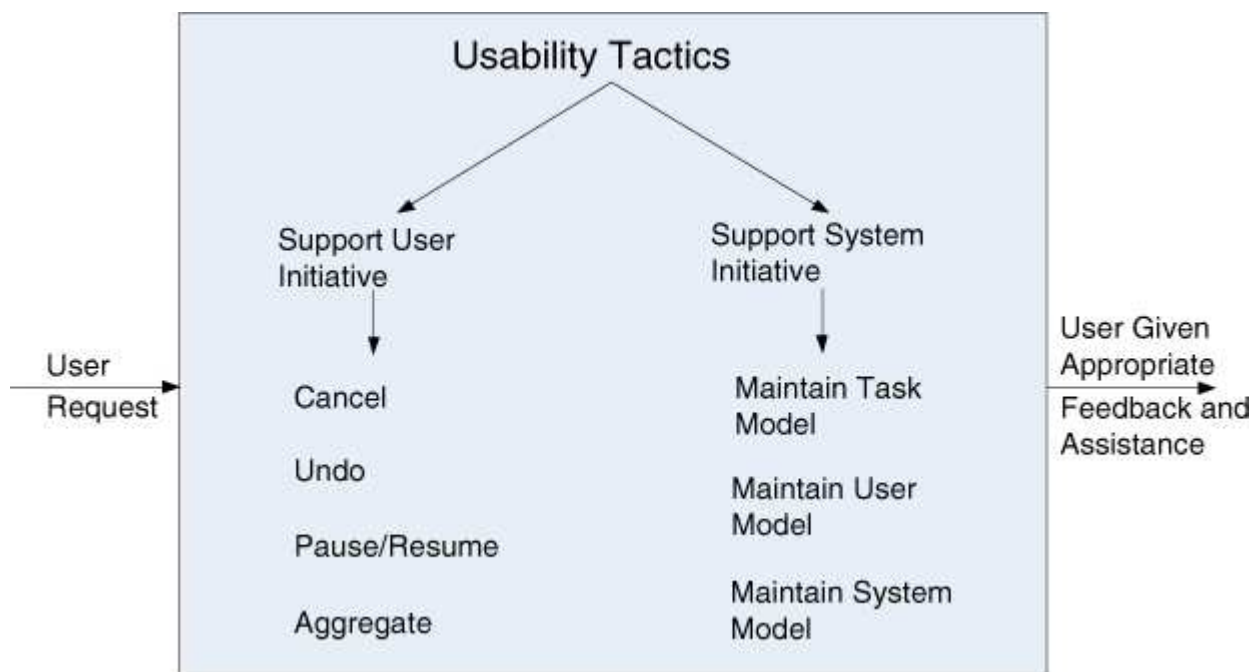 Usability Tactics
Support User
Initiative
Support System
Initiative
User
Request
Cancel
Undo
Pause/Resume
Aggregate
Maintain Task
Model
Maintain User
Model
Maintain System
Model
User Given
Appropriate
Feedback and
Assistance